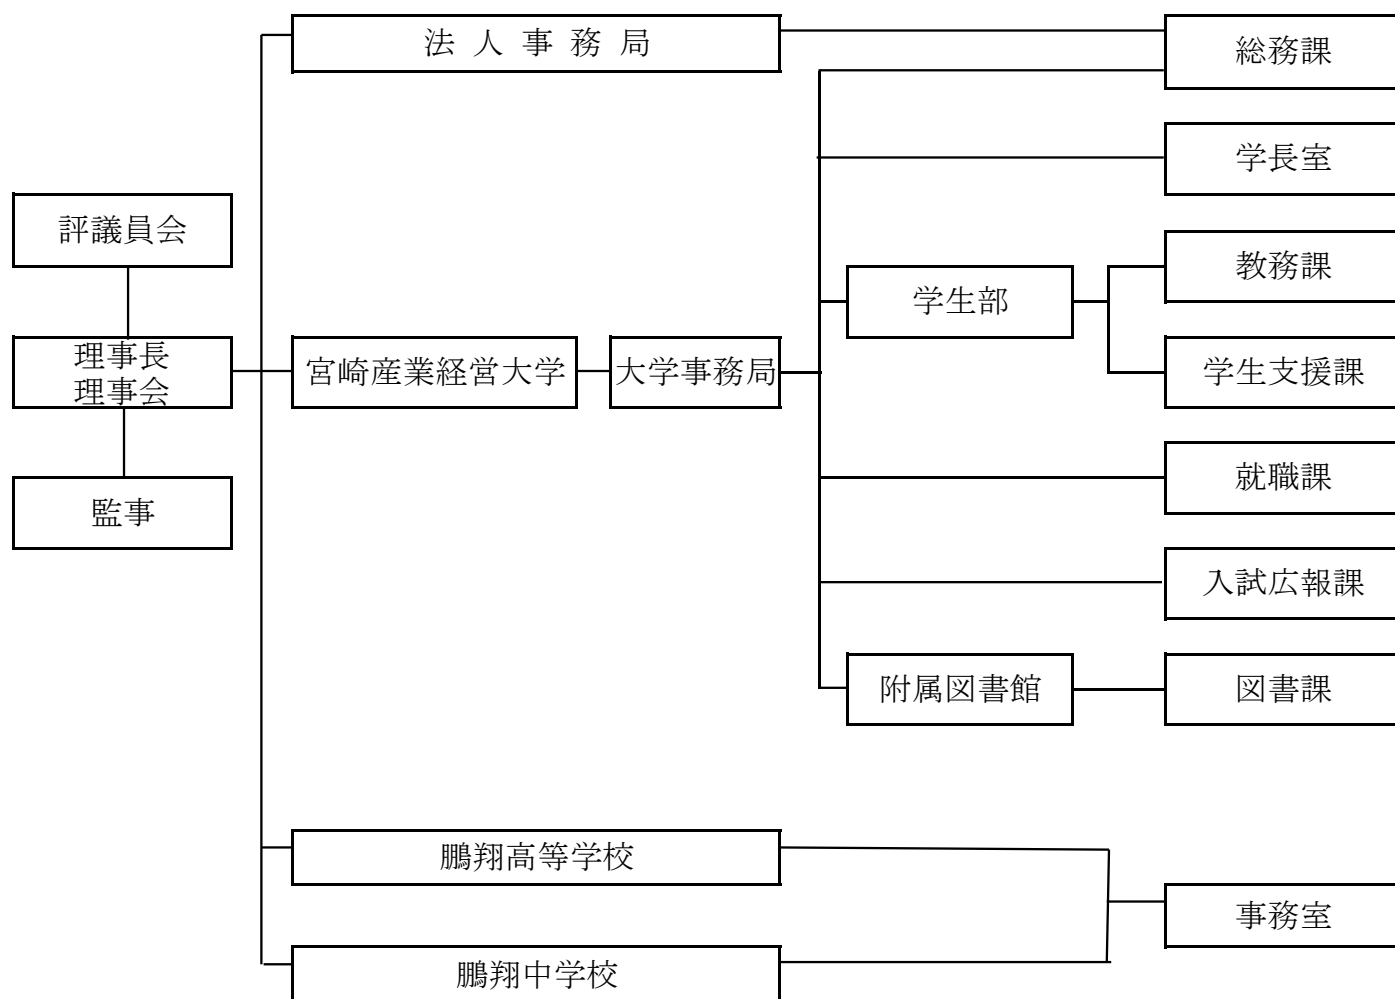 法人事務局
総務課
学長室
評議員会
教務課
学生部
理事長
理事会
宮崎産業経営大学
大学事務局
学生支援課
就職課
監事
入試広報課
附属図書館
図書課
鵬翔高等学校
事務室
鵬翔中学校